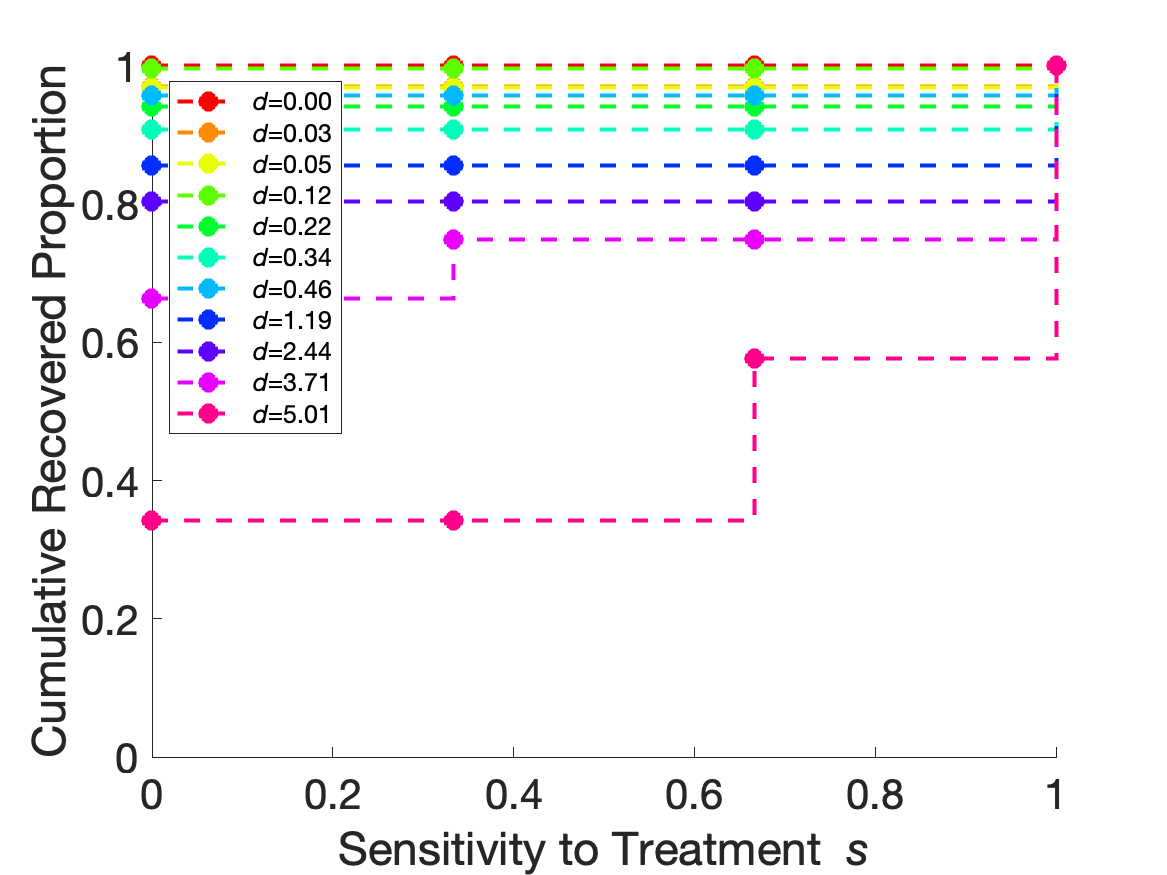 Cumulative Recovered Proportion
1
0.8
0.6
0.4
0.2
0
d=0.00
d=0.03
d=0.05
d=0.12
d=0.22
d=0.34
d=0.46
d=1.19
d=2.44
d=3.71
d=5.01
0 0.2 0.4 0.6 0.8 1
Sensitivity to Treatment s